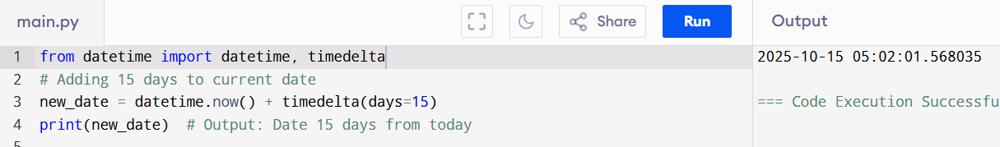 main.py Share Run Output
1 from datetime import datetime, timedelta
2 # Adding 15 days to current date
3 new_date = datetime.now() + timedelta(days=15)
4 print(new_date)  # Output: Date 15 days from today
5
2025-10-15 05:02:01.568035
=== Code Execution Successfu